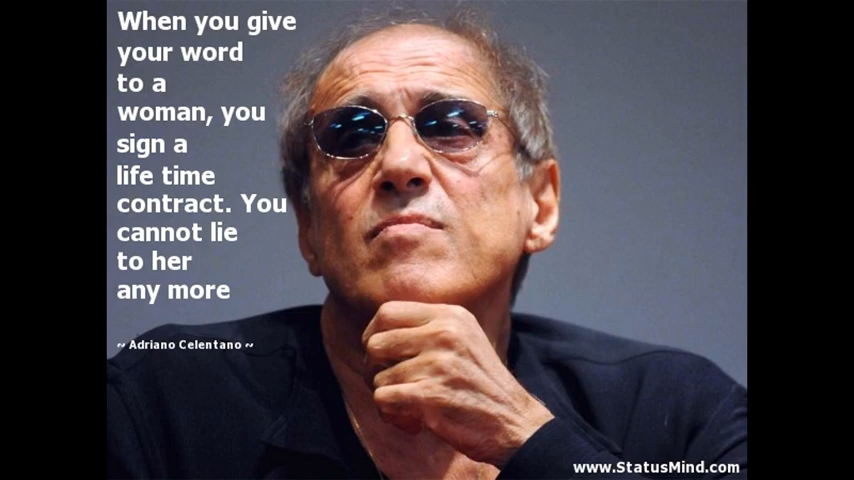 When you give
your word
to a
woman, you
sign a
life time
contract. You
cannot lie
to her
any more
~ Adriano Celentano ~
www.StatusMind.com